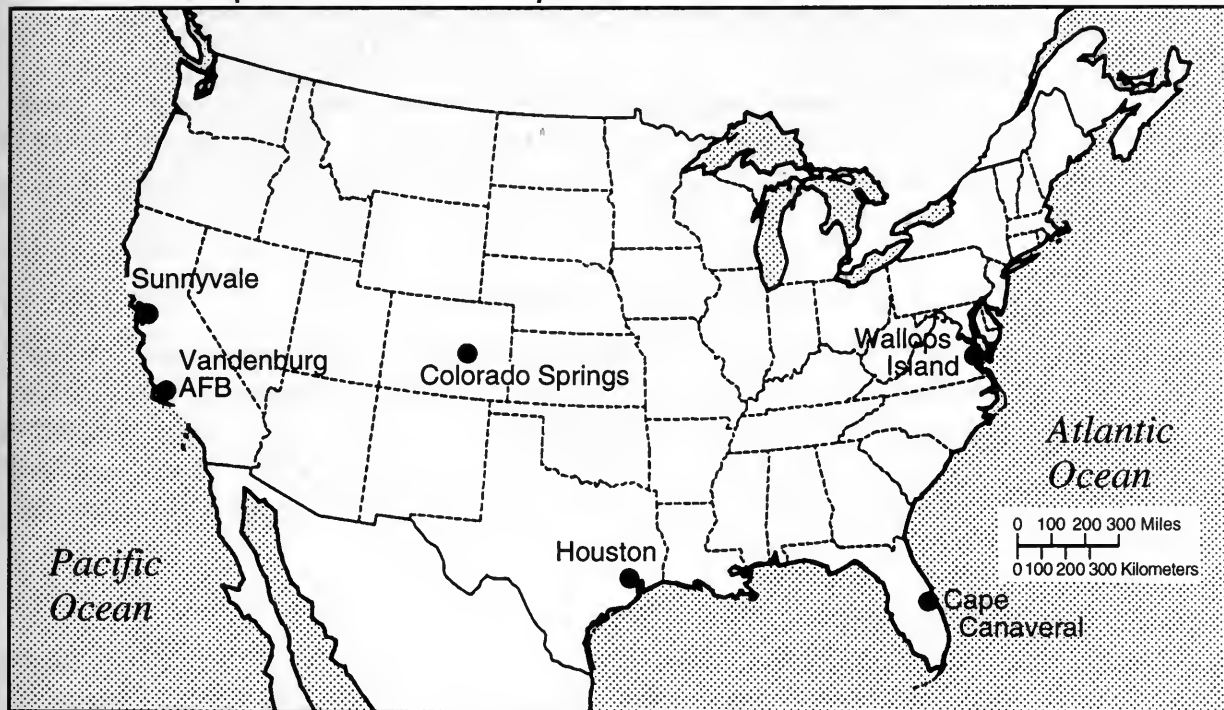 Sunnyvale
Vandenburg
AFB
Colorado Springs
Wallops
Island
Atlantic
Ocean
0 100 200 300 Miles
0 100 200 300 Kilometers
Houston
Pacific
Ocean
Cape
Canaveral